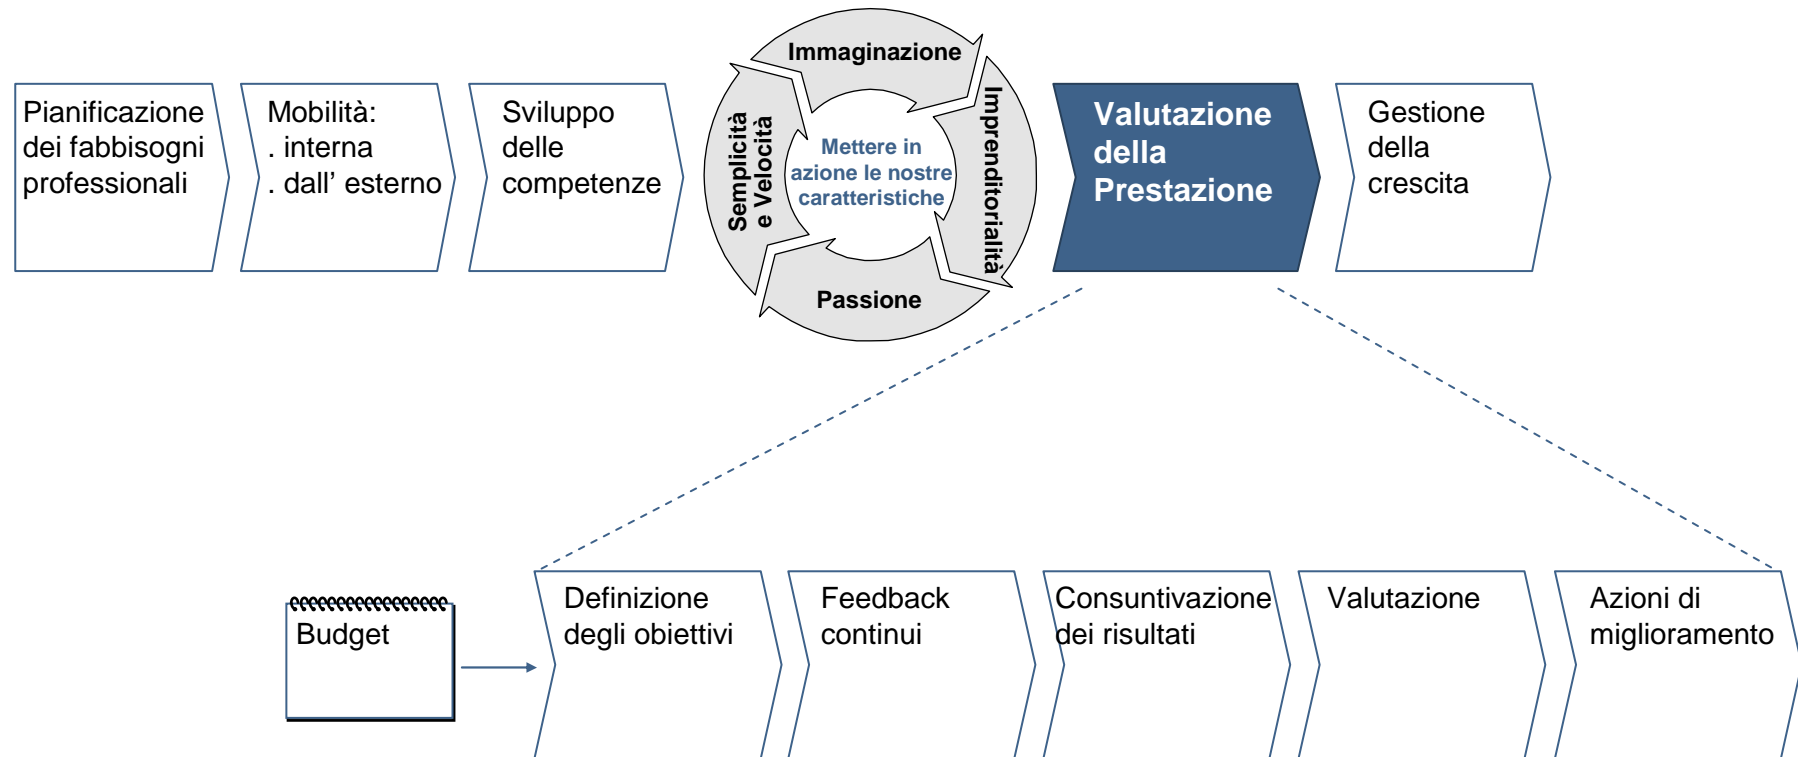 Pianificazione
dei fabbisogni
professionali
Mobilità:
. interna
. dall' esterno
Sviluppo
delle
competenze
Immaginazione
Imprenditorialità
Passione
Semplicità
e Velocità
Mettere in
azione le nostre
caratteristiche
Valutazione
della
Prestazione
Gestione
della
crescita
Budget
Definizione
degli obiettivi
Feedback
continui
Consuntivazione
dei risultati
Valutazione
Azioni di
miglioramento